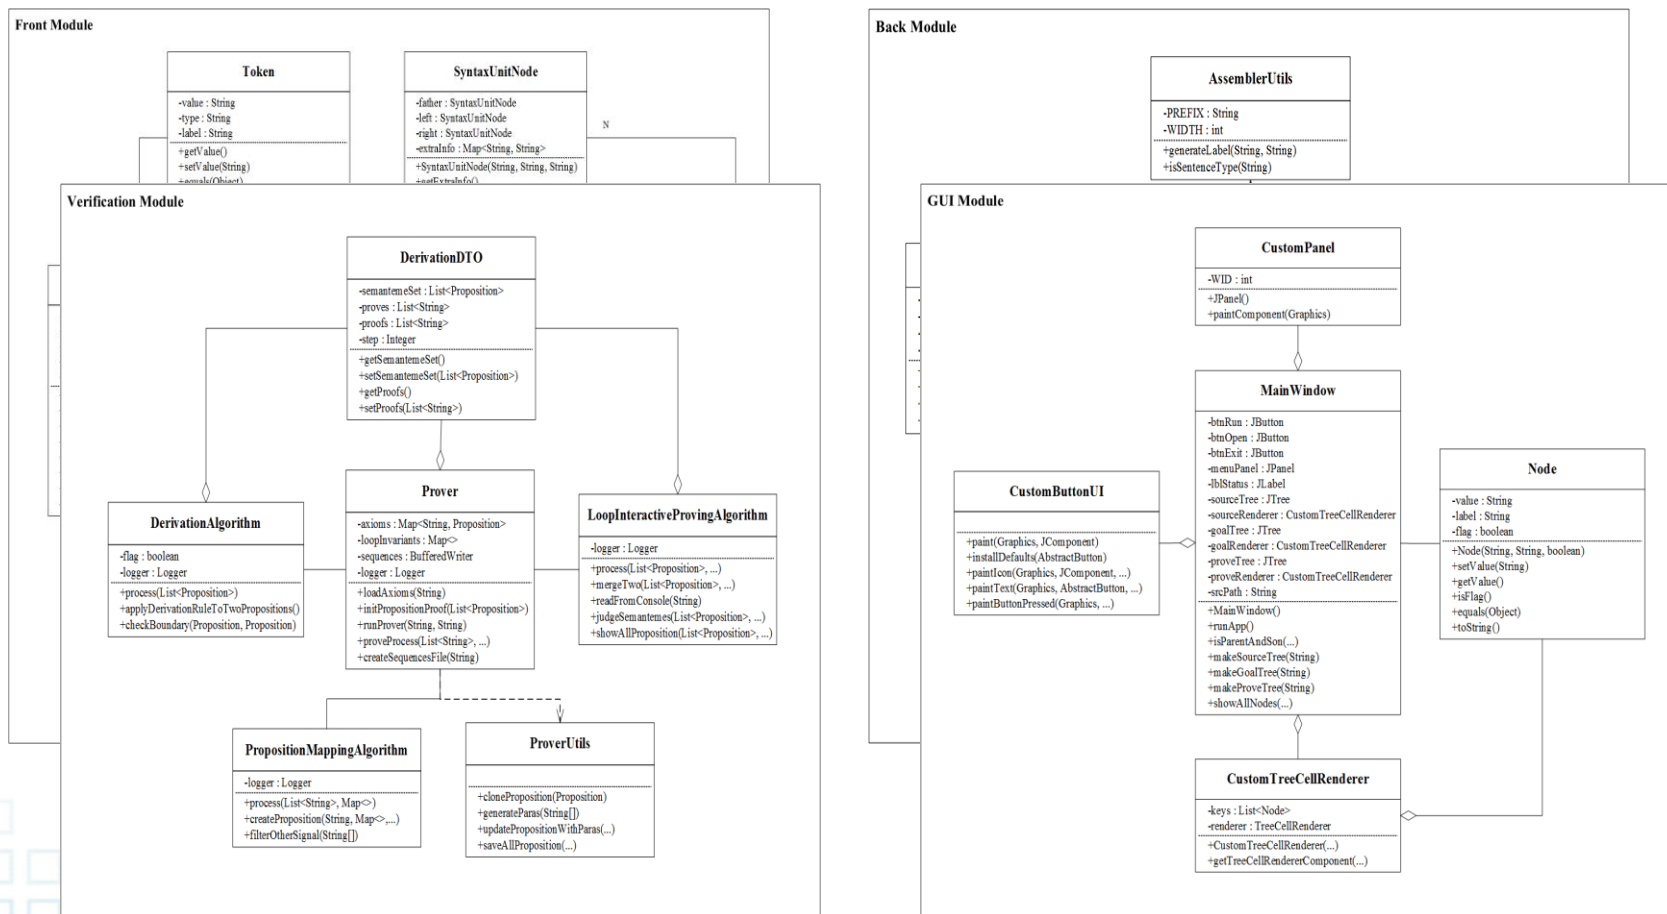 Front Module
Token
-value : String
-type : String
-label : String
+getValue()
+setValue(String)
+equals(Object)
SyntaxUnitNode
-father : SyntaxUnitNode
-left : SyntaxUnitNode
-right : SyntaxUnitNode
-extraInfo : Map<String, String>
+SyntaxUnitNode(String, String, String)
+getExtraInfo()
N
Verification Module
DerivationDTO
-semantemeSet : List<Proposition>
-proves : List<String>
-proofs : List<String>
-step : Integer
+getSemantemeSet()
+setSemantemeSet(List<Proposition>)
+getProofs()
+setProofs(List<String>)
DerivationAlgorithm
-flag : boolean
-logger : Logger
+process(List<Proposition>)
+applyDerivationRuleToTwoPropositions()
+checkBoundary(Proposition, Proposition)
Prover
-axioms : Map<String, Proposition>
-loopInvariants : Map<>
-sequences : BufferedWriter
-logger : Logger
+loadAxioms(String)
+initPropositionProof(List<Proposition>)
+runProver(String, String)
+proveProcess(List<String>, ...)
+createSequencesFile(String)
LoopInteractiveProvingAlgorithm
-logger : Logger
+process(List<Proposition>, ...)
+mergeTwo(List<Proposition>, ...)
+readFromConsole(String)
+judgeSemantemes(List<Proposition>, ...)
+showAllProposition(List<Proposition>, ...)
PropositionMappingAlgorithm
-logger : Logger
+process(List<String>, Map<>)
+createProposition(String, Map<>,...)
+filterOtherSignal(String[])
ProverUtils
+cloneProposition(Proposition)
+generateParas(String[])
+updatePropositionWithParas(...)
+saveAllProposition(...)
Back Module
AssemblerUtils
-PREFIX : String
-WIDTH : int
+generateLabel(String, String)
+isSentenceType(String)
GUI Module
CustomPanel
-WID : int
+JPanel()
+paintComponent(Graphics)
MainWindow
-btnRun : JButton
-btnOpen : JButton
-btnExit : JButton
-menuPanel : JPanel
-lblStatus : JLabel
-sourceTree : JTree
-sourceRenderer : CustomTreeCellRenderer
-goalTree : JTree
-goalRenderer : CustomTreeCellRenderer
-proveTree : JTree
-proveRenderer : CustomTreeCellRenderer
-srcPath : String
+MainWindow()
+runApp()
+isParentAndSon(...)
+makeSourceTree(String)
+makeGoalTree(String)
+makeProveTree(String)
+showAllNodes(...)
CustomButtonUI
+paint(Graphics, JComponent)
+installDefaults(AbstractButton)
+paintIcon(Graphics, JComponent, ...)
+paintText(Graphics, AbstractButton, ...)
+paintButtonPressed(Graphics, ...)
Node
-value : String
-label : String
-flag : boolean
+Node(String, String, boolean)
+setValue(String)
+getValue()
+isFlag()
+equals(Object)
+toString()
CustomTreeCellRenderer
-keys : List<Node>
-renderer : TreeCellRenderer
+CustomTreeCellRenderer(...)
+getTreeCellRendererComponent(...)